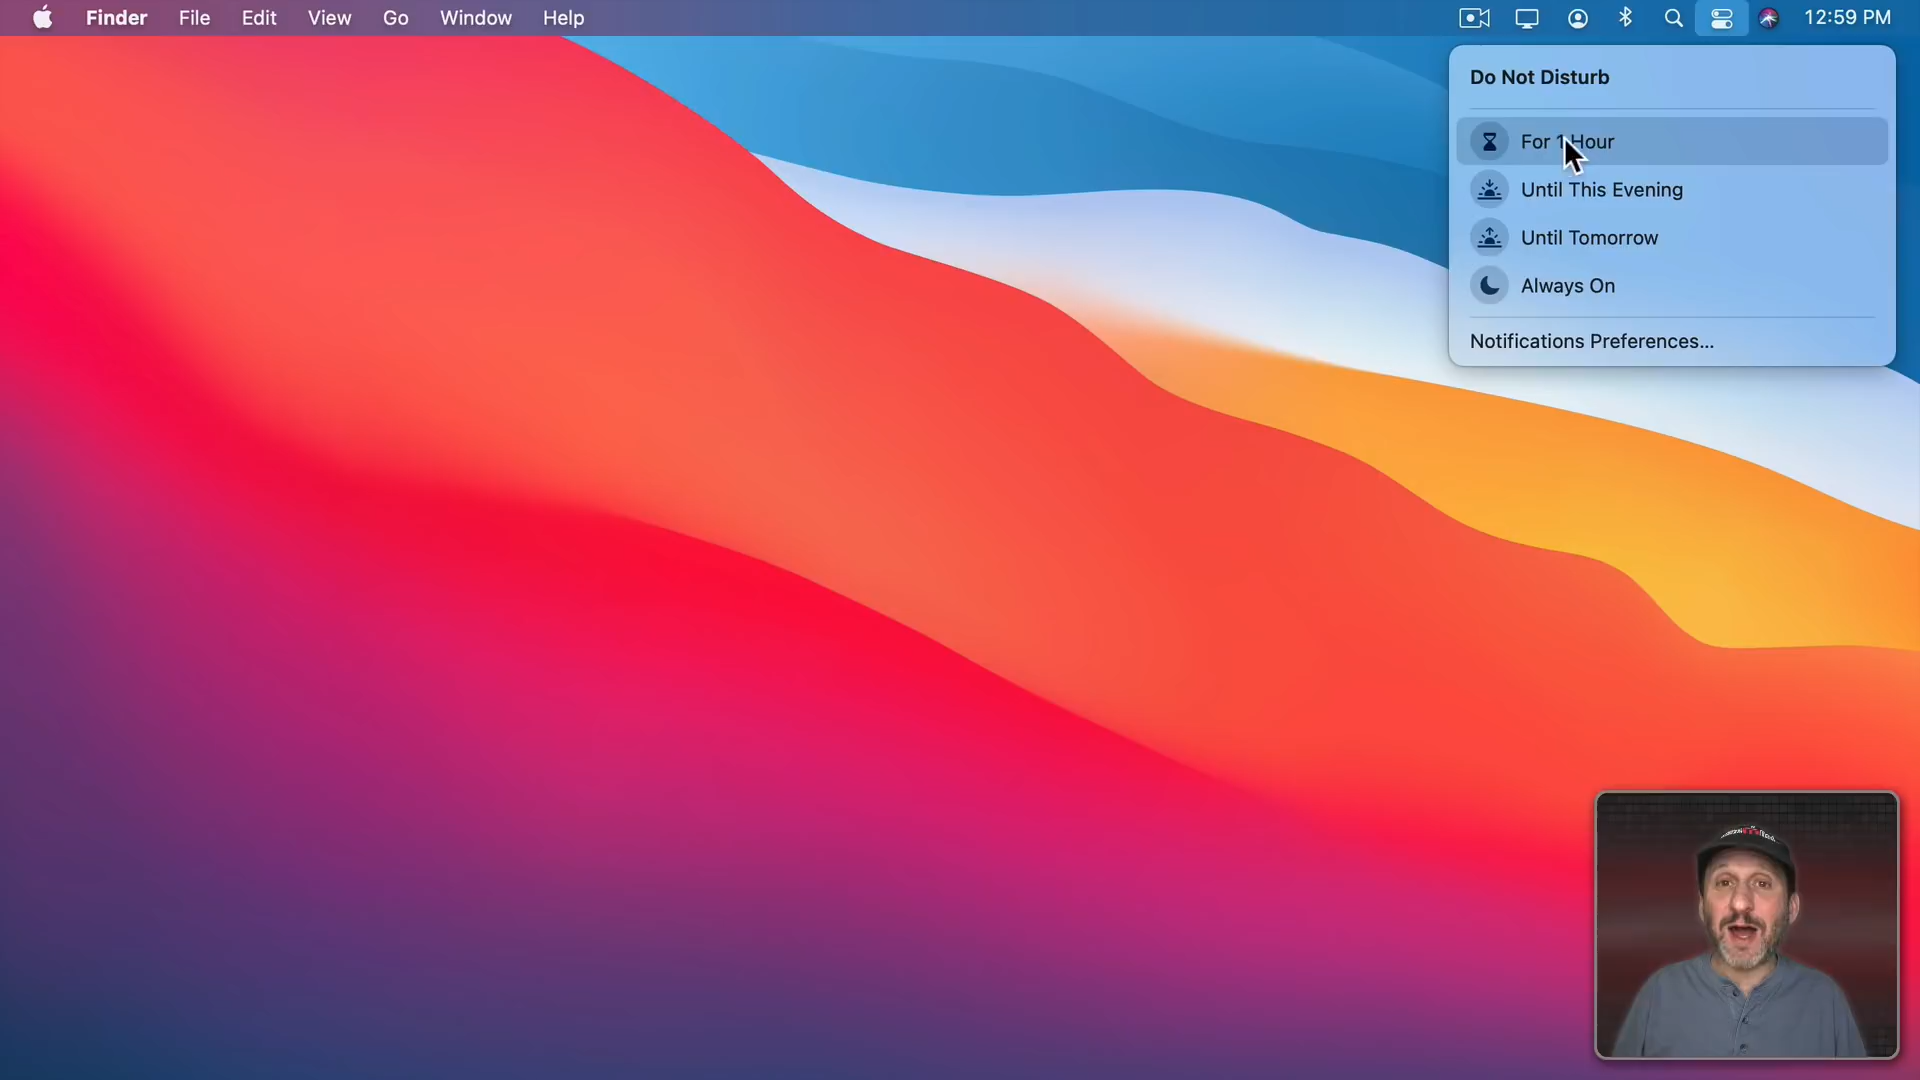 Finder File Edit View Go Window Help 12:59 PM
Do Not Disturb
For 1 Hour
Until This Evening
Until Tomorrow
Always On
Notifications Preferences...